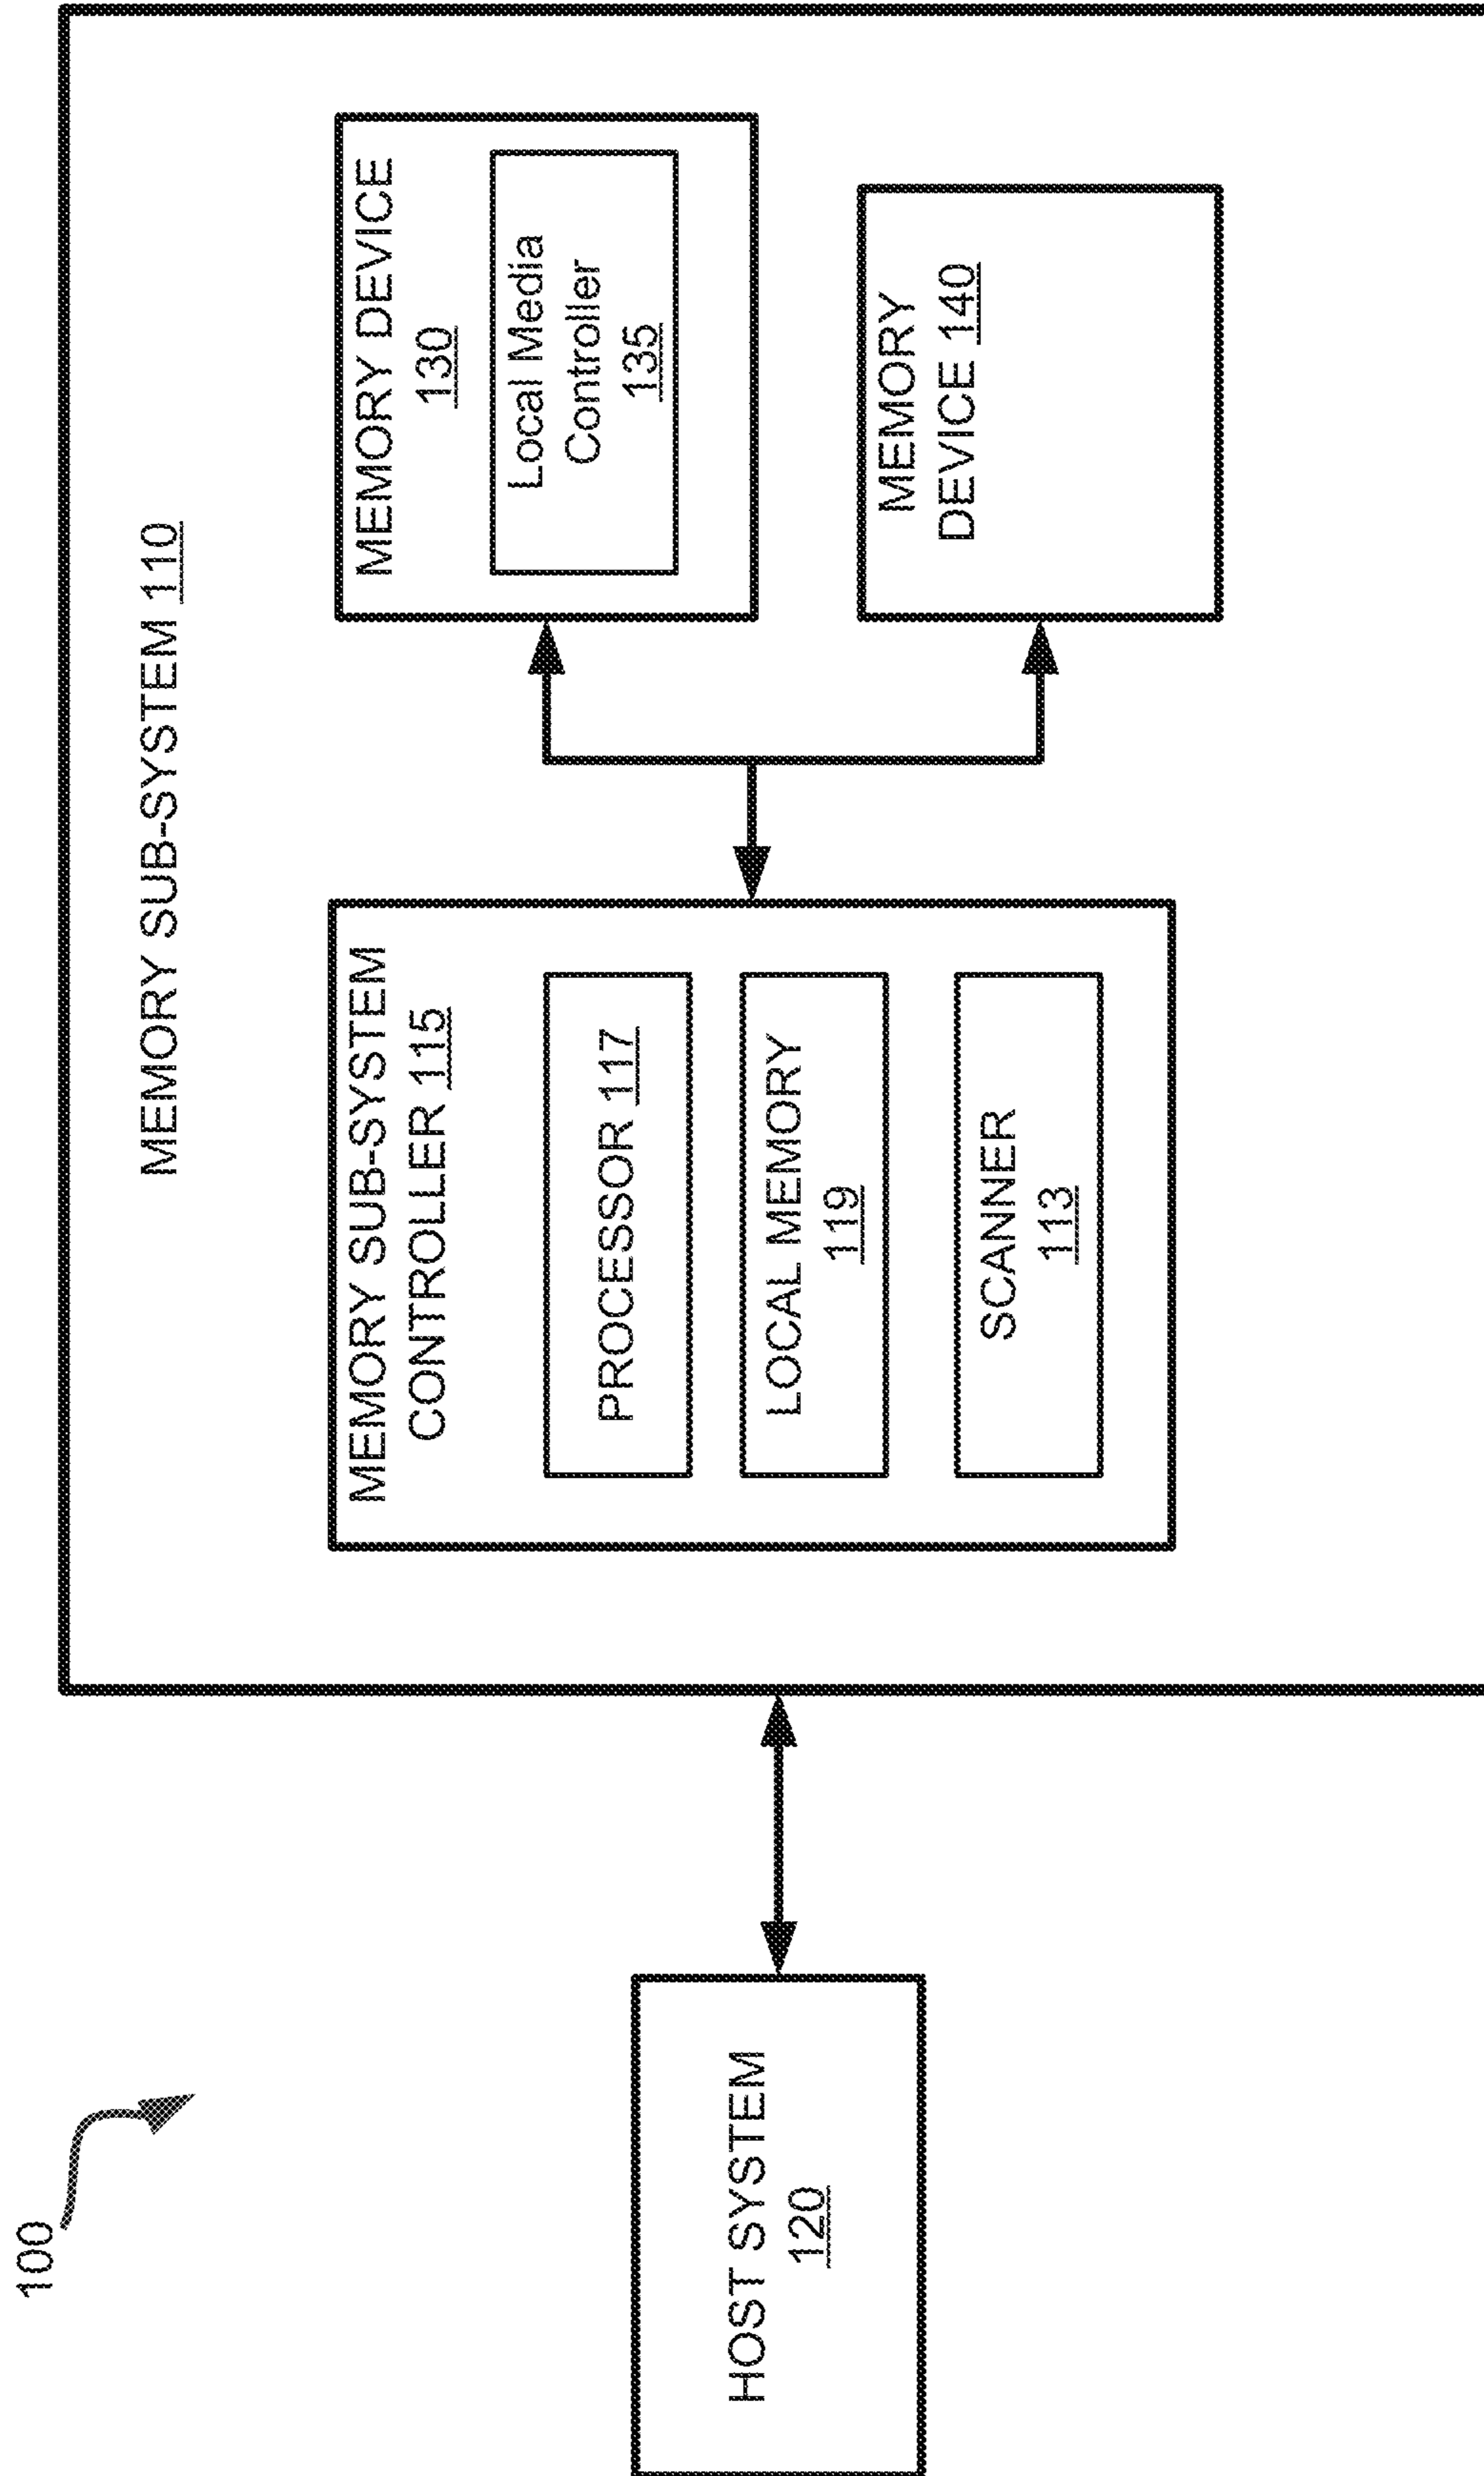 100
MEMORY SUB-SYSTEM 110
HOST SYSTEM
120
MEMORY SUB-SYSTEM
CONTROLLER 115
PROCESSOR 117
LOCAL MEMORY
119
SCANNER
113
MEMORY DEVICE
130
Local Media
Controller
135
MEMORY
DEVICE 140